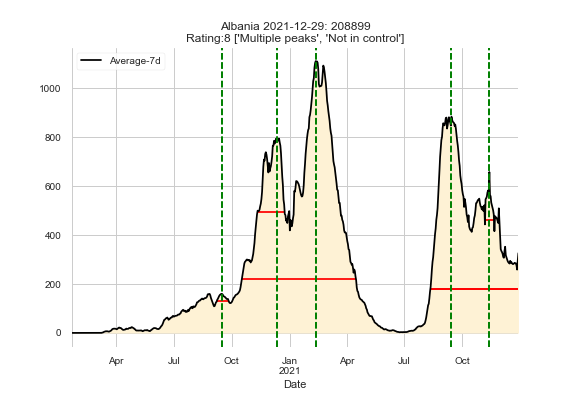 Albania 2021-12-29: 208899
Rating:8 ['Multiple peaks', 'Not in control']
Average-7d
1000
800
600
400
200
0
Apr Jul Oct Jan Apr Jul Oct
2021
Date